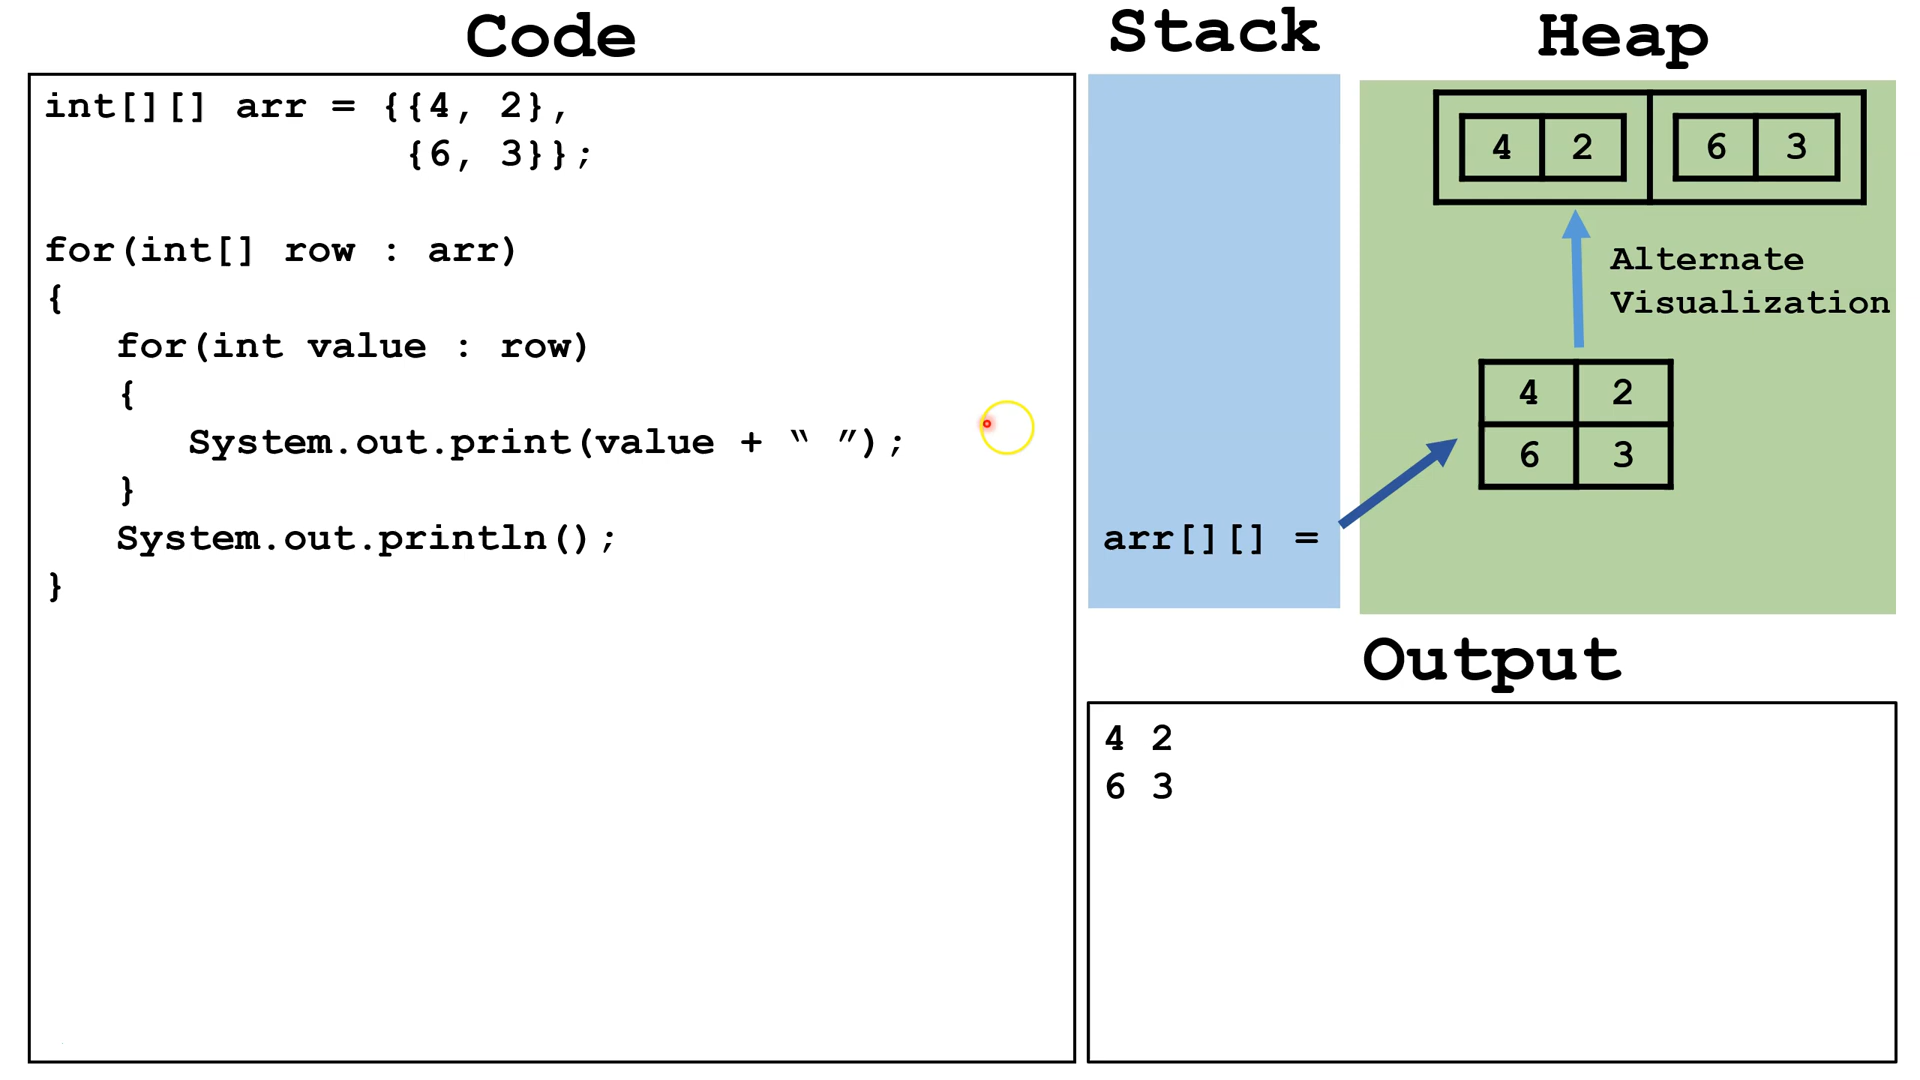 Code
int[][] arr = {{4, 2},
{6, 3}};
for(int[] row : arr)
{
for(int value : row)
{
System.out.print(value + “ ”);
}
System.out.println();
}
Stack
arr[][] =
Heap
4 2 6 3
Alternate
Visualization
4 2
6 3
Output
4 2
6 3